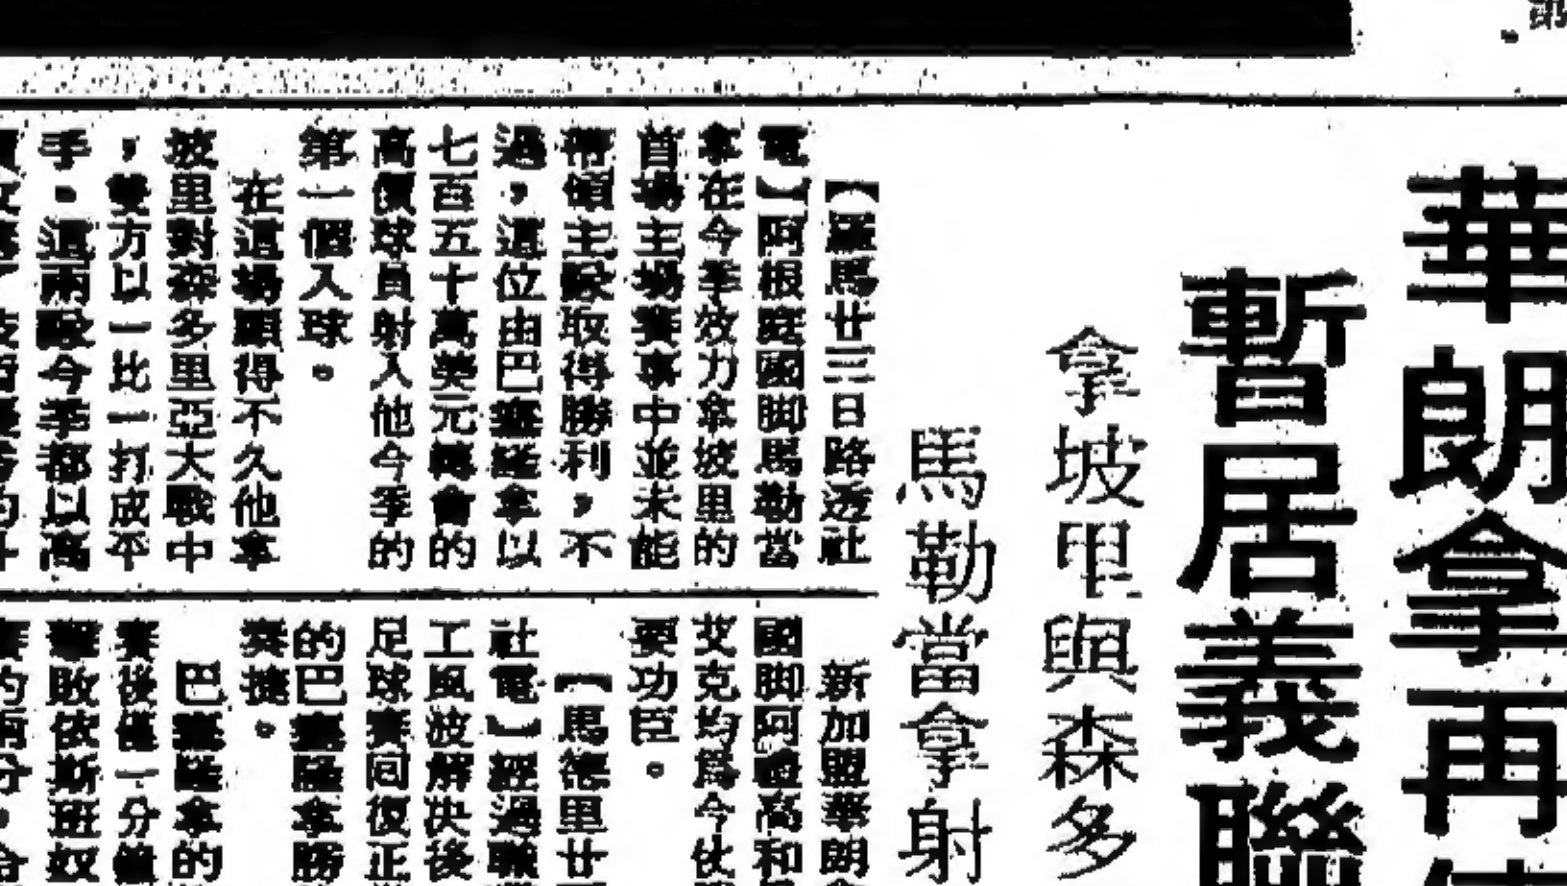 華朗拿再
暫居義聯
拿坡里與森多
馬勒當拿射
【羅馬廿三日路透社
電】阿根廷國脚馬勒當
拿在今季效力拿坡里的
首場主場賽事中並未能
帶領主隊取得勝利,不
過,這位由巴塞隆拿以
七百五十萬美元轉會的
高價球員射入他今季的
第一個入球。
在這場顯得不久他拿
坡里對森多里亞大戰中
,雙方以一比一打成平
手。這兩隊今季都以高
新加盟華朗
國脚阿爾高和
艾克均爲今仗
要功臣。
【馬德里廿
社電】經過職
工風波解決後
足球賽回復正
的巴塞隆拿勝
賽捷。
巴塞隆拿的
賽後僅一分
擊敗依斯班奴